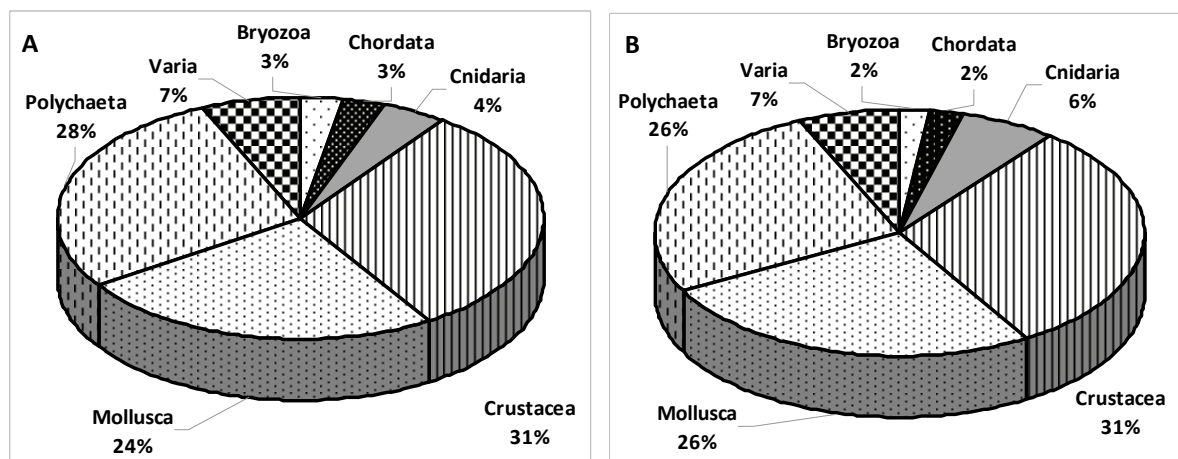 A
Bryozoa
3%
Chordata
3%
Cnidaria
4%
Varia
7%
Polychaeta
28%
Mollusca
24%
Crustacea
31%
B
Bryozoa
2%
Chordata
2%
Cnidaria
6%
Varia
7%
Polychaeta
26%
Mollusca
26%
Crustacea
31%